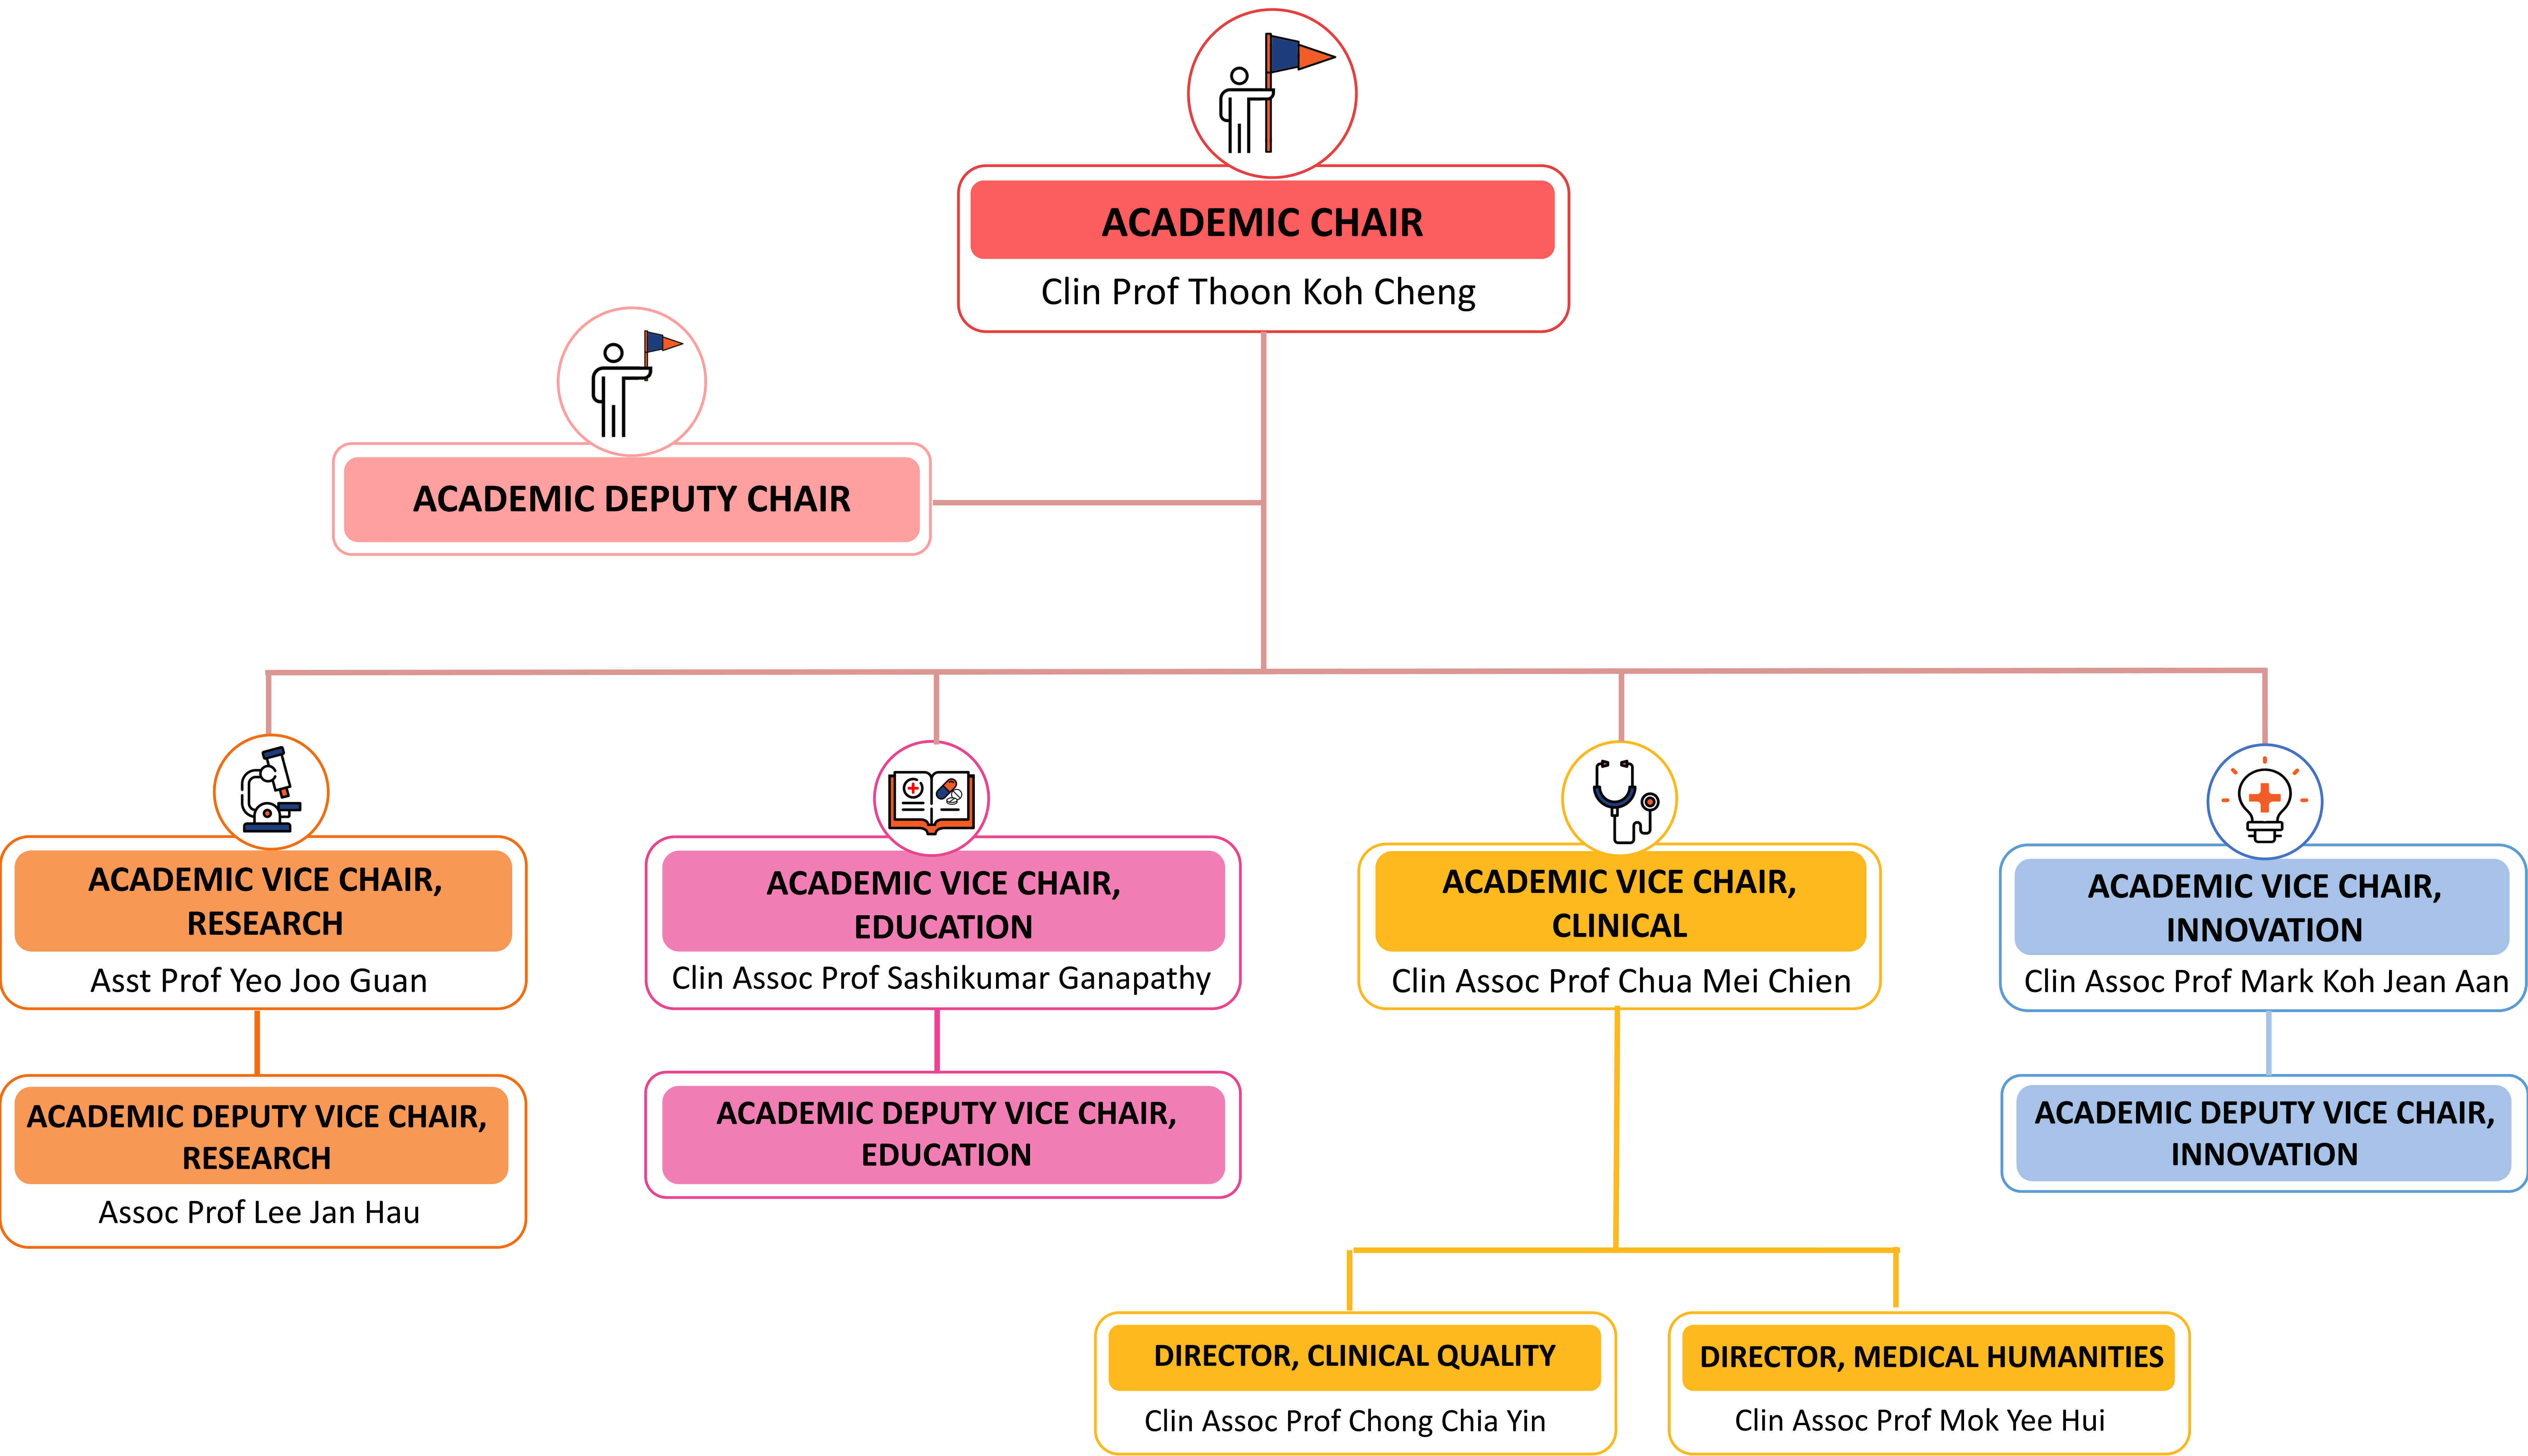 ACADEMIC CHAIR
Clin Prof Thoon Koh Cheng
ACADEMIC DEPUTY CHAIR
ACADEMIC VICE CHAIR,
RESEARCH
Asst Prof Yeo Joo Guan
ACADEMIC DEPUTY VICE CHAIR,
RESEARCH
Assoc Prof Lee Jan Hau
ACADEMIC VICE CHAIR,
EDUCATION
Clin Assoc Prof Sashikumar Ganapathy
ACADEMIC DEPUTY VICE CHAIR,
EDUCATION
ACADEMIC VICE CHAIR,
CLINICAL
Clin Assoc Prof Chua Mei Chien
DIRECTOR, CLINICAL QUALITY
Clin Assoc Prof Chong Chia Yin
DIRECTOR, MEDICAL HUMANITIES
Clin Assoc Prof Mok Yee Hui
ACADEMIC VICE CHAIR,
INNOVATION
Clin Assoc Prof Mark Koh Jean Aan
ACADEMIC DEPUTY VICE CHAIR,
INNOVATION